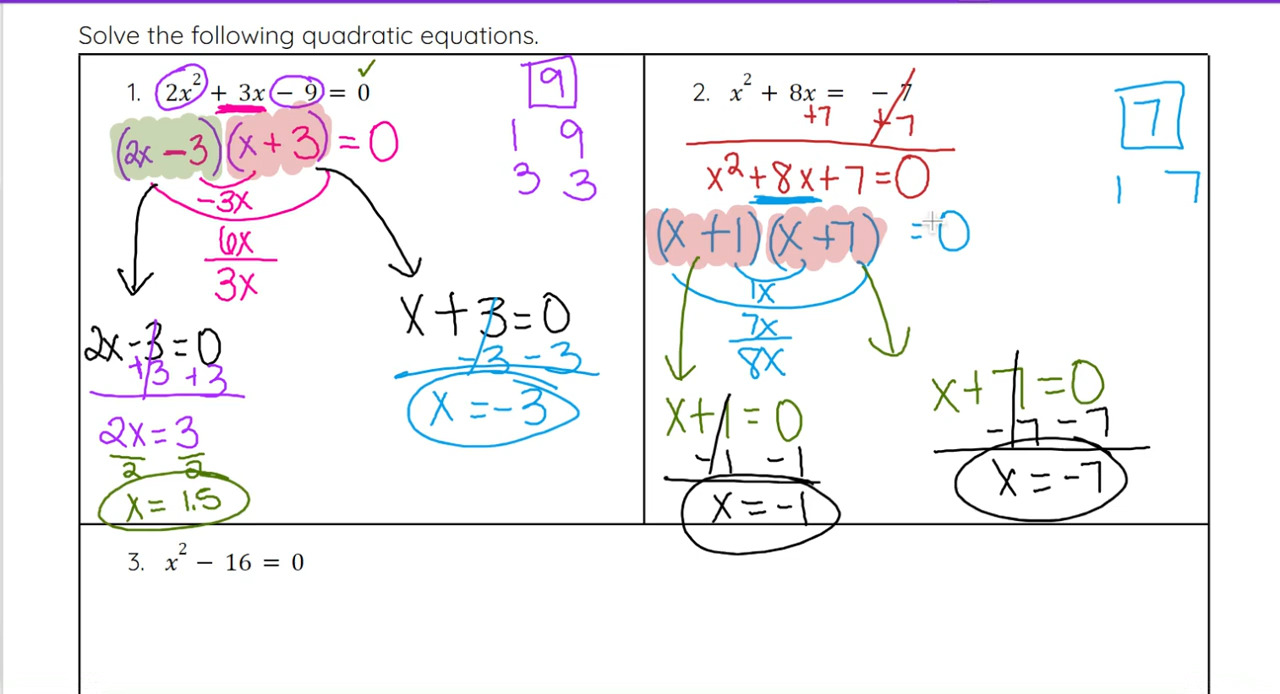 Solve the following quadratic equations.
1. 2x² + 3x − 9 = 0 ✓
(2x − 3)(x + 3) = 0
−3x
6x
3x
9
1 9
3 3
2x − 3 = 0
+3 +3
2x = 3
2 2
x = 1.5
x + 3 = 0
−3 −3
x = −3
2. x² + 8x = −7
+7 +7
x² + 8x + 7 = 0
(x + 1)(x + 7) = 0
1x
7x
8x
7
1 7
x + 1 = 0
−1 −1
x = −1
x + 7 = 0
−7 −7
x = −7
3. x² − 16 = 0